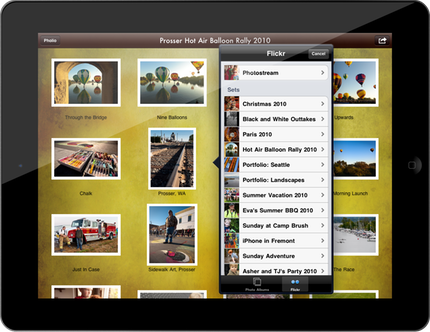 Photo
Prosser Hot Air Balloon Rally 2010
Flickr
Cancel
Photostream
Sets
Christmas 2010
Black and White Outtakes
Paris 2010
Hot Air Balloon Rally 2010
Portfolio: Seattle
Portfolio: Landscapes
Summer Vacation 2010
Eva's Summer BBQ 2010
Sunday at Camp Brush
iPhone in Fremont
Sunday Adventure
Asher and TJ's Party 2010
Photo Albums
Flickr
Through the Bridge
Nine Balloons
Upwards
Chalk
Prosser, WA
Morning Launch
Just In Case
Sidewalk Art, Prosser
The Race